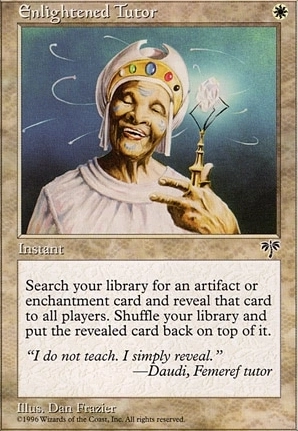 Enlightened Tutor
Instant
Search your library for an artifact or
enchantment card and reveal that card
to all players. Shuffle your library and
put the revealed card back on top of it.
“I do not teach. I simply reveal.”
—Daudi, Femeref tutor
Illus. Dan Frazier
©1996 Wizards of the Coast, Inc. All rights reserved.